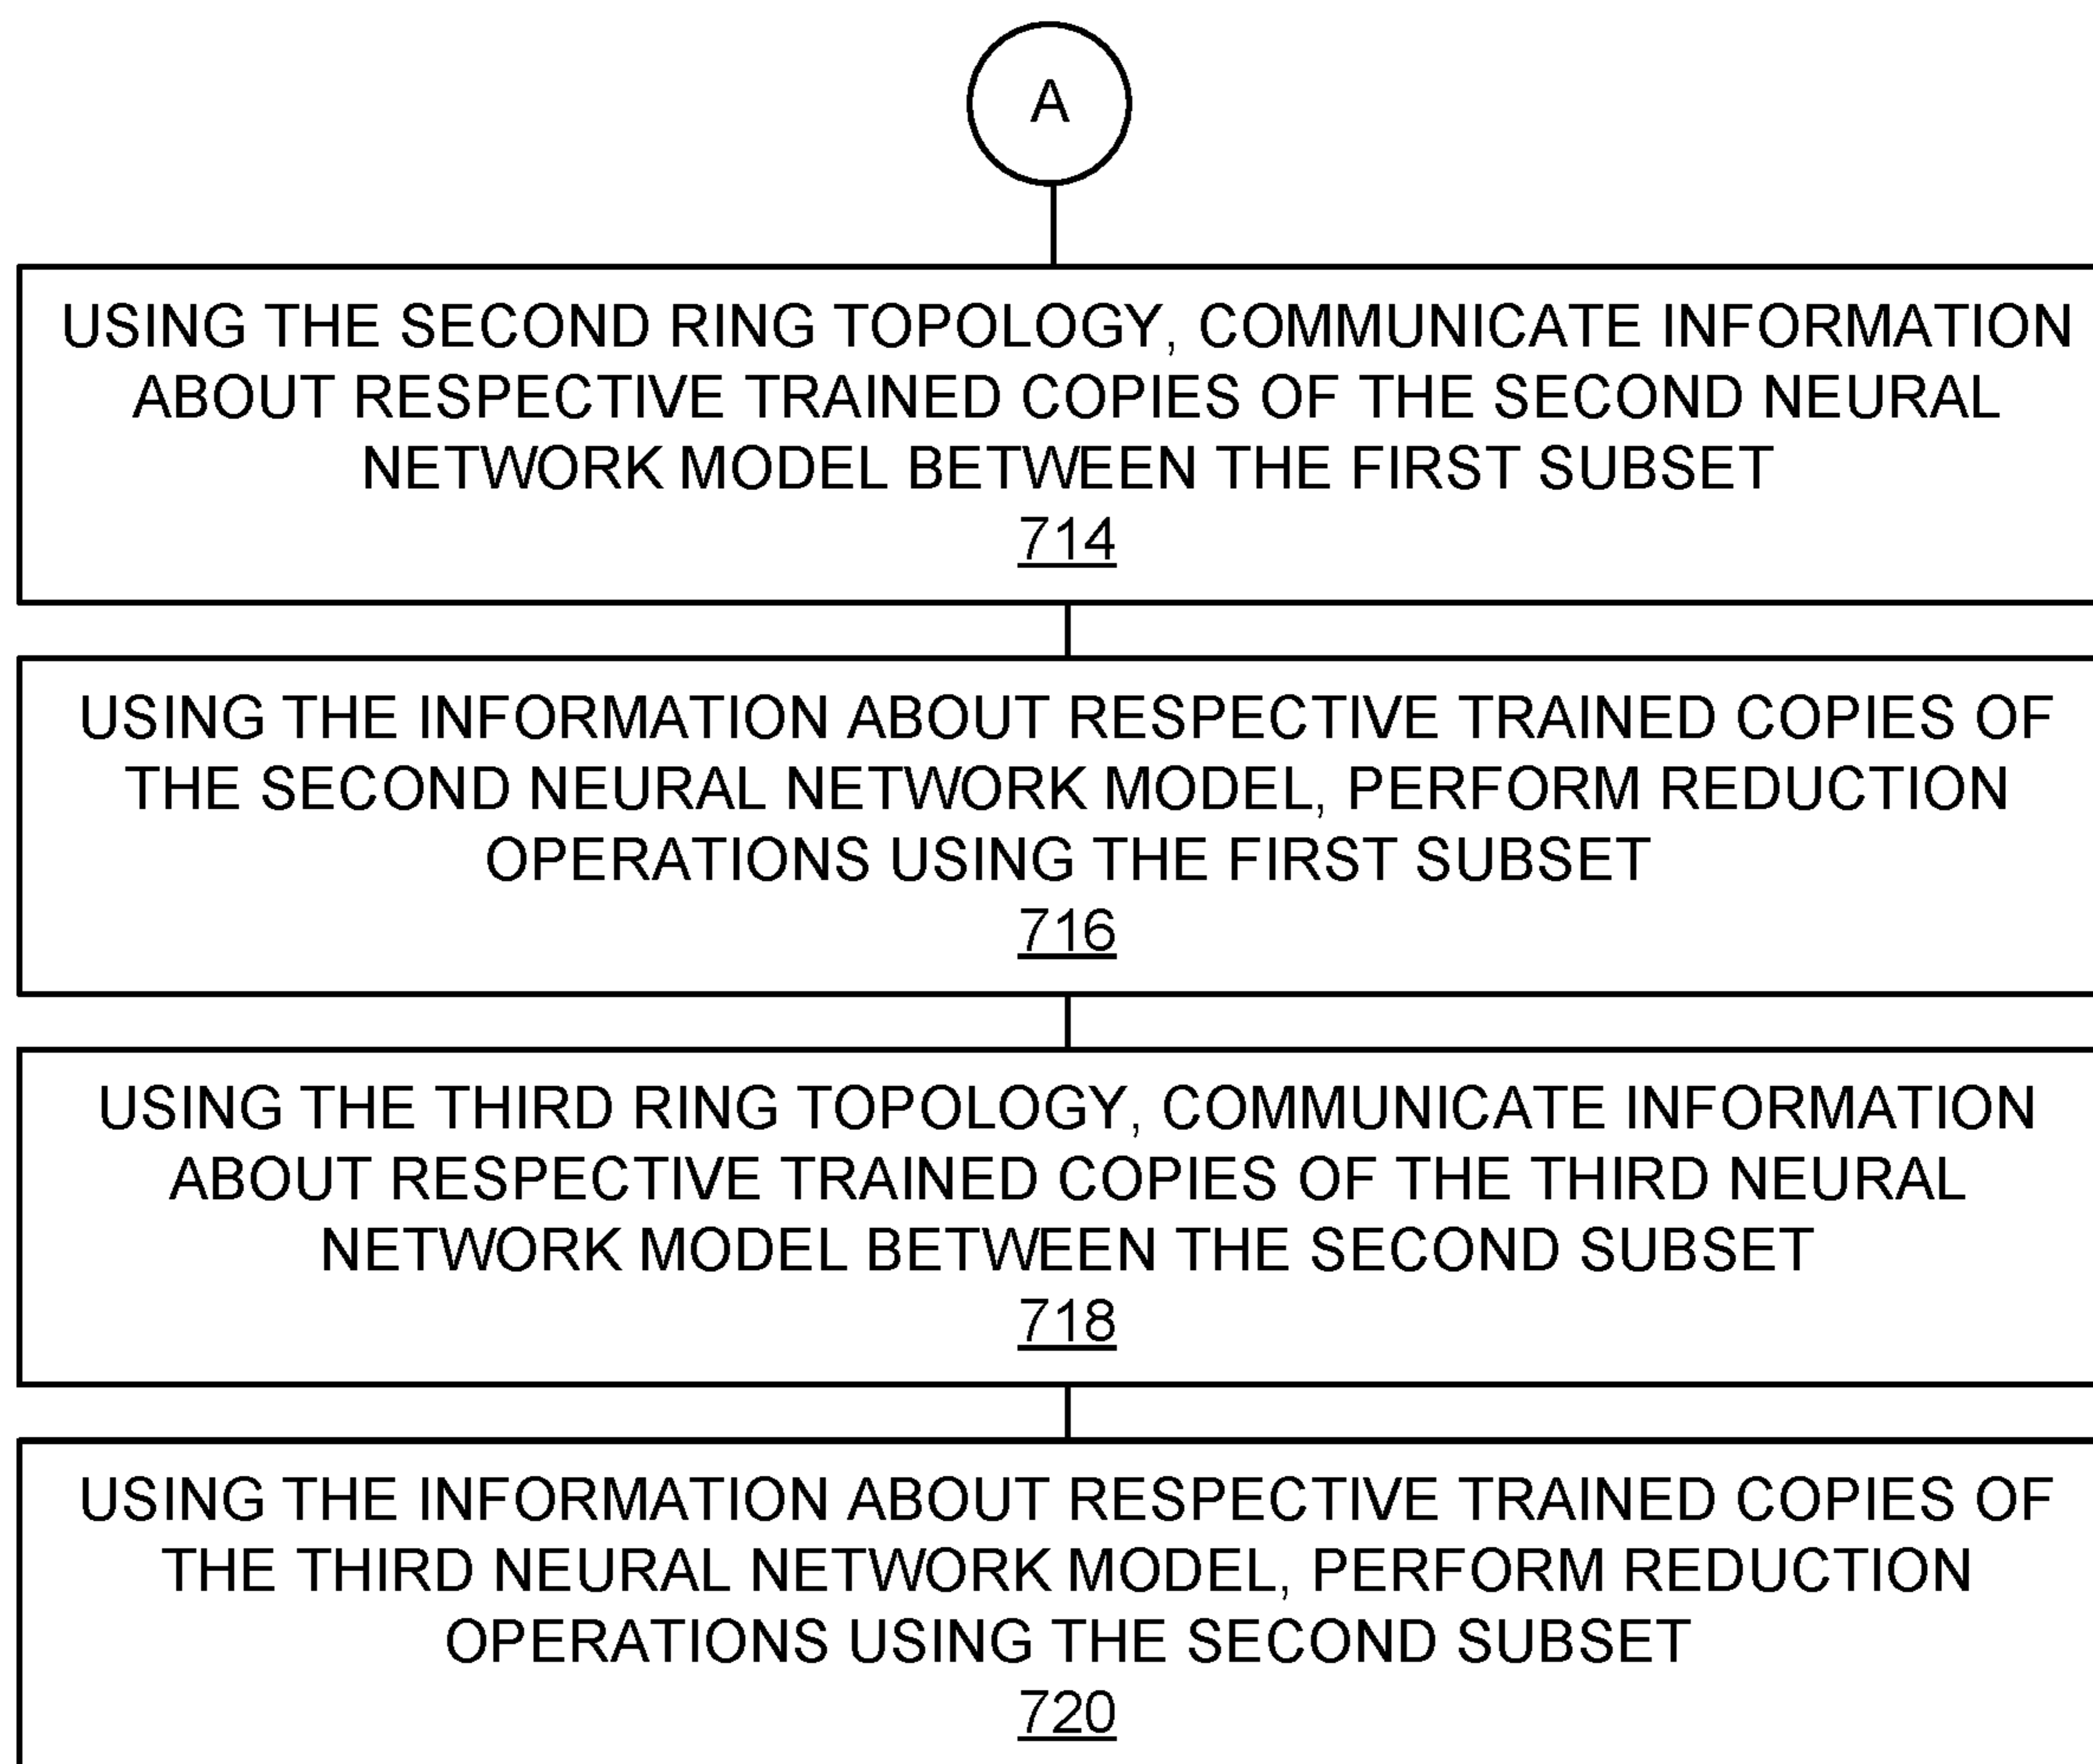 A
USING THE SECOND RING TOPOLOGY, COMMUNICATE INFORMATION
ABOUT RESPECTIVE TRAINED COPIES OF THE SECOND NEURAL
NETWORK MODEL BETWEEN THE FIRST SUBSET
714
USING THE INFORMATION ABOUT RESPECTIVE TRAINED COPIES OF
THE SECOND NEURAL NETWORK MODEL, PERFORM REDUCTION
OPERATIONS USING THE FIRST SUBSET
716
USING THE THIRD RING TOPOLOGY, COMMUNICATE INFORMATION
ABOUT RESPECTIVE TRAINED COPIES OF THE THIRD NEURAL
NETWORK MODEL BETWEEN THE SECOND SUBSET
718
USING THE INFORMATION ABOUT RESPECTIVE TRAINED COPIES OF
THE THIRD NEURAL NETWORK MODEL, PERFORM REDUCTION
OPERATIONS USING THE SECOND SUBSET
720